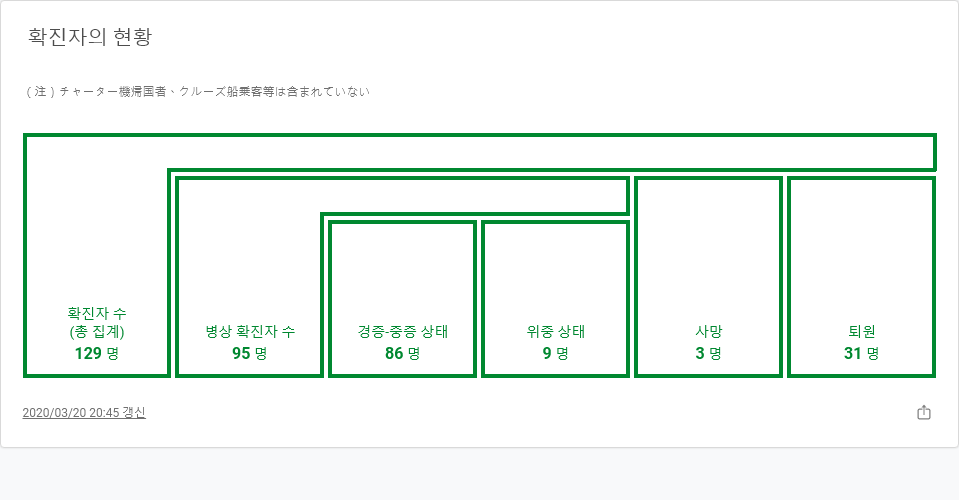 확진자의 현황
（注）チャーター機帰国者、クルーズ船乗客等は含まれていない
확진자 수
(총 집계)
129 명
병상 확진자 수
95 명
경증-중증 상태
86 명
위중 상태
9 명
사망
3 명
퇴원
31 명
2020/03/20 20:45 갱신